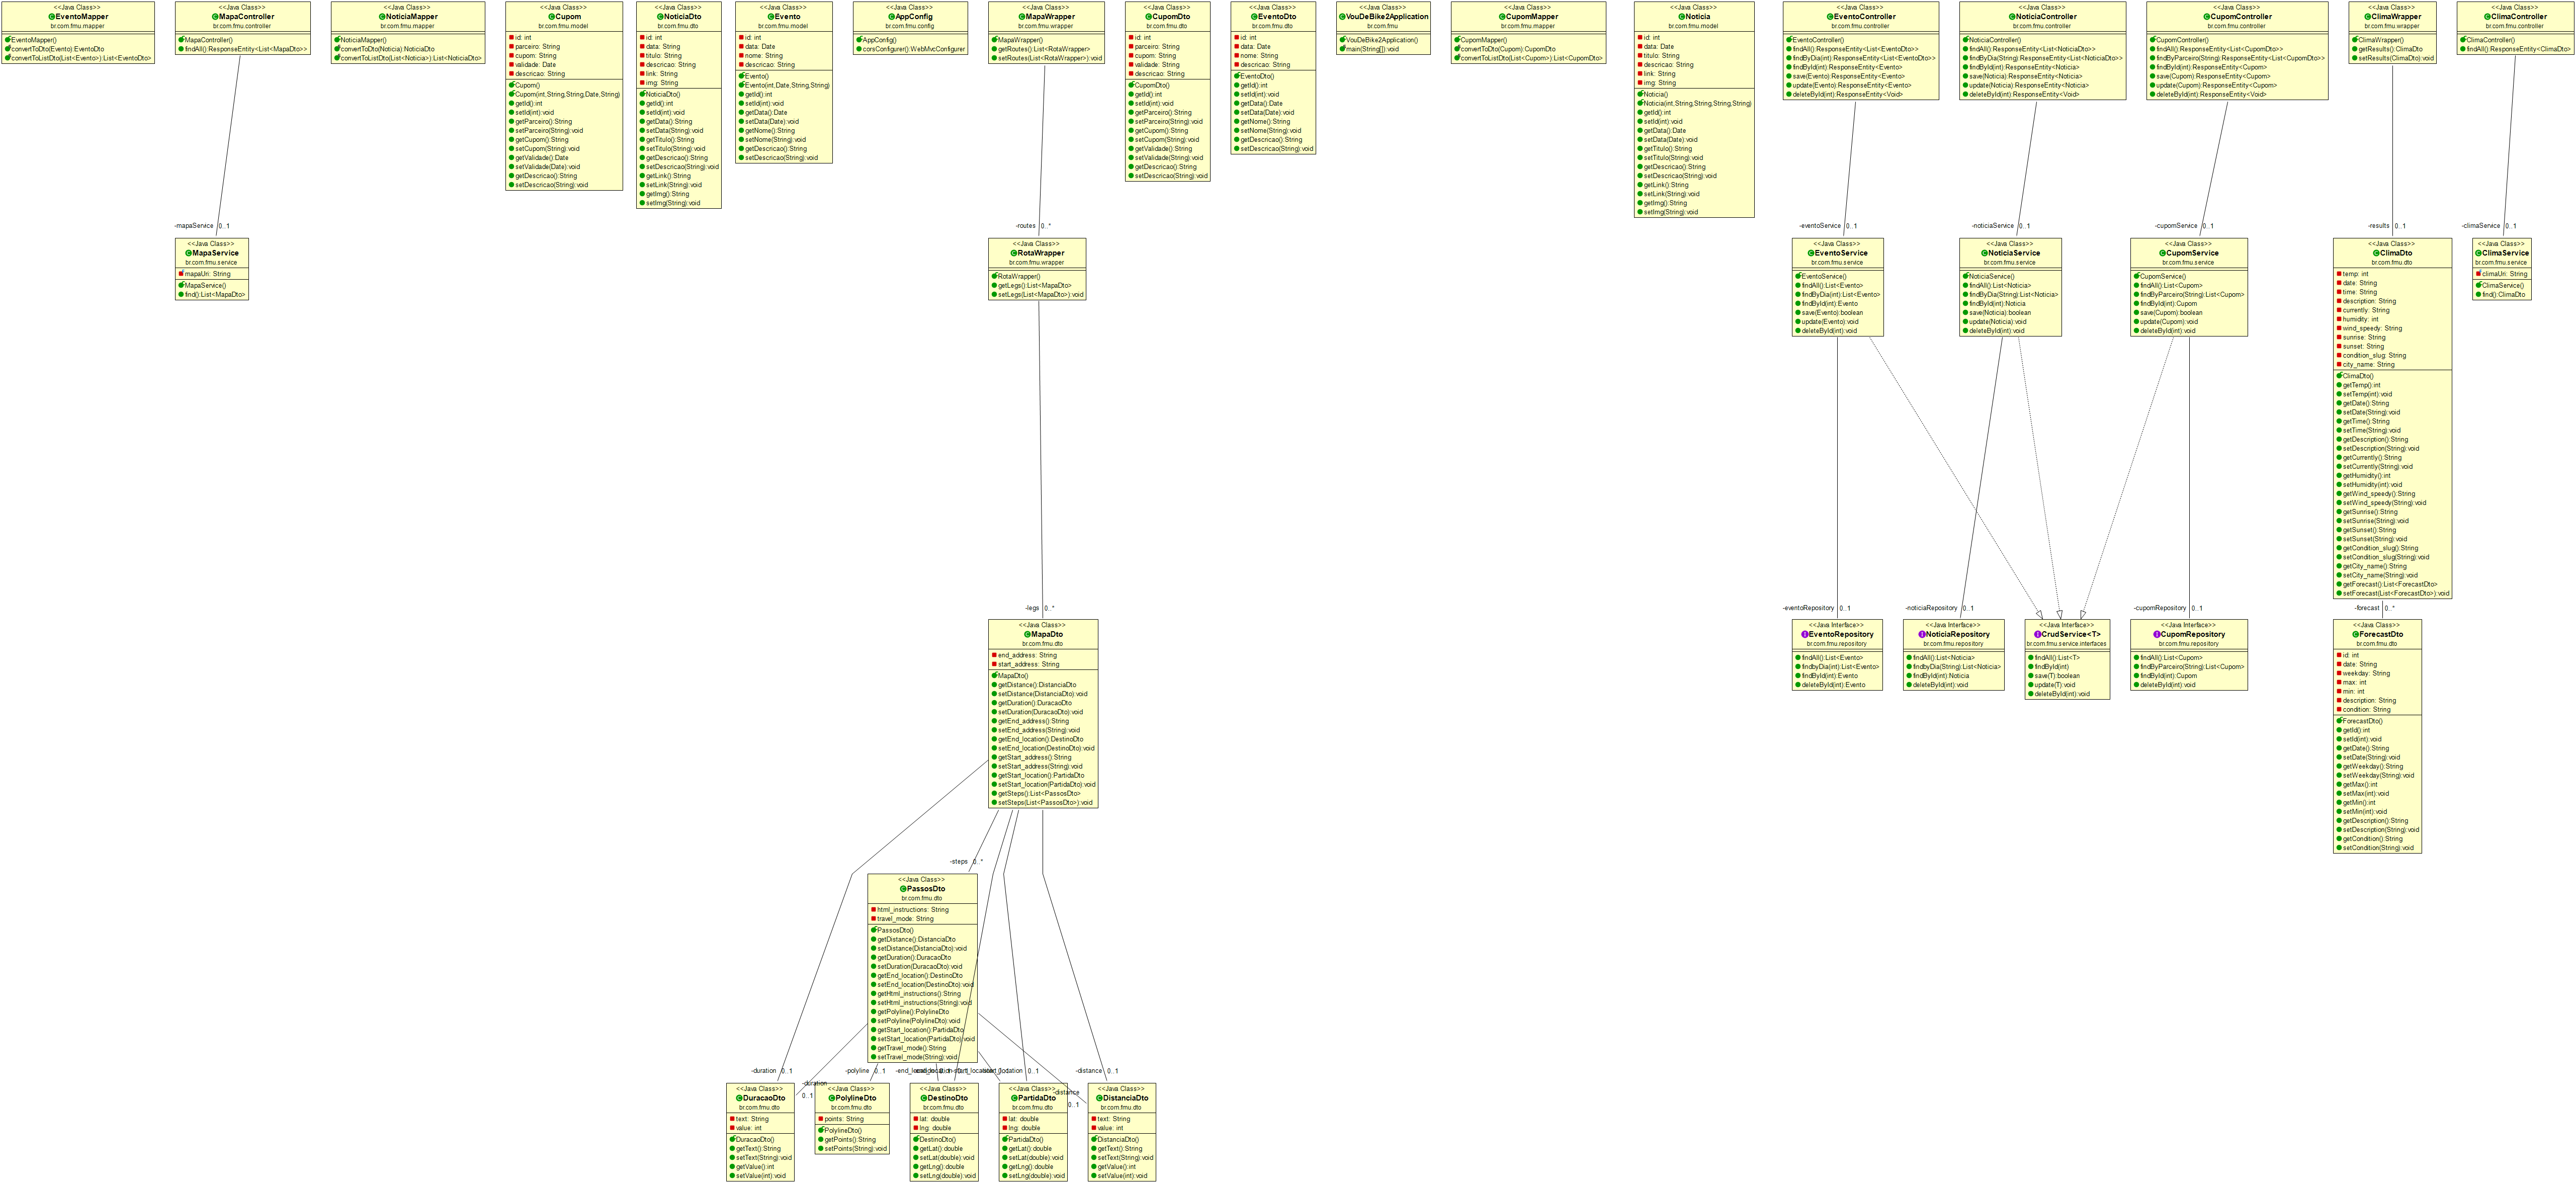 <<Java Class>>
EventoMapper
br.com.fmu.mapper
EventoMapper()
convertToDto(Evento):EventoDto
convertToListDto(List<Evento>):List<EventoDto>
<<Java Class>>
MapaController
br.com.fmu.controller
MapaController()
findAll():ResponseEntity<List<MapaDto>>
<<Java Class>>
NoticiaMapper
br.com.fmu.mapper
NoticiaMapper()
convertToDto(Noticia):NoticiaDto
convertToListDto(List<Noticia>):List<NoticiaDto>
<<Java Class>>
Cupom
br.com.fmu.model
id: int
parceiro: String
cupom: String
validade: Date
descricao: String
Cupom()
Cupom(int,String,String,Date,String)
getId():int
setId(int):void
getParceiro():String
setParceiro(String):void
getCupom():String
setCupom(String):void
getValidade():Date
setValidade(Date):void
getDescricao():String
setDescricao(String):void
<<Java Class>>
NoticiaDto
br.com.fmu.dto
id: int
data: String
titulo: String
descricao: String
link: String
img: String
NoticiaDto()
getId():int
setId(int):void
getData():String
setData(String):void
getTitulo():String
setTitulo(String):void
getDescricao():String
setDescricao(String):void
getLink():String
setLink(String):void
getImg():String
setImg(String):void
<<Java Class>>
Evento
br.com.fmu.model
id: int
data: Date
nome: String
descricao: String
Evento()
Evento(int,Date,String,String)
getId():int
setId(int):void
getData():Date
setData(Date):void
getNome():String
setNome(String):void
getDescricao():String
setDescricao(String):void
<<Java Class>>
AppConfig
br.com.fmu.config
AppConfig()
corsConfigurer():WebMvcConfigurer
<<Java Class>>
MapaWrapper
br.com.fmu.wrapper
MapaWrapper()
getRoutes():List<RotaWrapper>
setRoutes(List<RotaWrapper>):void
<<Java Class>>
CupomDto
br.com.fmu.dto
id: int
parceiro: String
cupom: String
validade: String
descricao: String
CupomDto()
getId():int
setId(int):void
getParceiro():String
setParceiro(String):void
getCupom():String
setCupom(String):void
getValidade():String
setValidade(String):void
getDescricao():String
setDescricao(String):void
<<Java Class>>
EventoDto
br.com.fmu.dto
id: int
data: Date
nome: String
descricao: String
EventoDto()
getId():int
setId(int):void
getData():Date
setData(Date):void
getNome():String
setNome(String):void
getDescricao():String
setDescricao(String):void
<<Java Class>>
VouDeBike2Application
br.com.fmu
VouDeBike2Application()
main(String[]):void
<<Java Class>>
CupomMapper
br.com.fmu.mapper
CupomMapper()
convertToDto(Cupom):CupomDto
convertToListDto(List<Cupom>):List<CupomDto>
<<Java Class>>
Noticia
br.com.fmu.model
id: int
data: Date
titulo: String
descricao: String
link: String
img: String
Noticia()
Noticia(int,String,String,String,String)
getId():int
setId(int):void
getData():Date
setData(Date):void
getTitulo():String
setTitulo(String):void
getDescricao():String
setDescricao(String):void
getLink():String
setLink(String):void
getImg():String
setImg(String):void
<<Java Class>>
EventoController
br.com.fmu.controller
EventoController()
findAll():ResponseEntity<List<EventoDto>>
findByDia(int):ResponseEntity<List<EventoDto>>
findById(int):ResponseEntity<Evento>
save(Evento):ResponseEntity<Evento>
update(Evento):ResponseEntity<Evento>
deleteById(int):ResponseEntity<Void>
<<Java Class>>
NoticiaController
br.com.fmu.controller
NoticiaController()
findAll():ResponseEntity<List<NoticiaDto>>
findByDia(String):ResponseEntity<List<NoticiaDto>>
findById(int):ResponseEntity<Noticia>
save(Noticia):ResponseEntity<Noticia>
update(Noticia):ResponseEntity<Noticia>
deleteById(int):ResponseEntity<Void>
<<Java Class>>
CupomController
br.com.fmu.controller
CupomController()
findAll():ResponseEntity<List<CupomDto>>
findByParceiro(String):ResponseEntity<List<CupomDto>>
findById(int):ResponseEntity<Cupom>
save(Cupom):ResponseEntity<Cupom>
update(Cupom):ResponseEntity<Cupom>
deleteById(int):ResponseEntity<Void>
<<Java Class>>
ClimaWrapper
br.com.fmu.wrapper
ClimaWrapper()
getResults():ClimaDto
setResults(ClimaDto):void
<<Java Class>>
ClimaController
br.com.fmu.controller
ClimaController()
findAll():ResponseEntity<ClimaDto>
-mapaService 0..1
-routes 0..*
-eventoService 0..1
-noticiaService 0..1
-cupomService 0..1
-results 0..1
-climaService 0..1
<<Java Class>>
MapaService
br.com.fmu.service
mapaUri: String
MapaService()
find():List<MapaDto>
<<Java Class>>
RotaWrapper
br.com.fmu.wrapper
RotaWrapper()
getLegs():List<MapaDto>
setLegs(List<MapaDto>):void
<<Java Class>>
EventoService
br.com.fmu.service
EventoService()
findAll():List<Evento>
findByDia(int):List<Evento>
findById(int):Evento
save(Evento):boolean
update(Evento):void
deleteById(int):void
<<Java Class>>
NoticiaService
br.com.fmu.service
NoticiaService()
findAll():List<Noticia>
findByDia(String):List<Noticia>
findById(int):Noticia
save(Noticia):boolean
update(Noticia):void
deleteById(int):void
<<Java Class>>
CupomService
br.com.fmu.service
CupomService()
findAll():List<Cupom>
findByParceiro(String):List<Cupom>
findById(int):Cupom
save(Cupom):boolean
update(Cupom):void
deleteById(int):void
<<Java Class>>
ClimaDto
br.com.fmu.dto
temp: int
date: String
time: String
description: String
currently: String
humidity: int
wind_speedy: String
sunrise: String
sunset: String
condition_slug: String
city_name: String
ClimaDto()
getTemp():int
setTemp(int):void
getDate():String
setDate(String):void
getTime():String
setTime(String):void
getDescription():String
setDescription(String):void
getCurrently():String
setCurrently(String):void
getHumidity():int
setHumidity(int):void
getWind_speedy():String
setWind_speedy(String):void
getSunrise():String
setSunrise(String):void
getSunset():String
setSunset(String):void
getCondition_slug():String
setCondition_slug(String):void
getCity_name():String
setCity_name(String):void
getForecast():List<ForecastDto>
setForecast(List<ForecastDto>):void
<<Java Class>>
ClimaService
br.com.fmu.service
climaUri: String
ClimaService()
find():ClimaDto
-legs 0..*
-eventoRepository 0..1
-noticiaRepository 0..1
-cupomRepository 0..1
-forecast 0..*
<<Java Class>>
MapaDto
br.com.fmu.dto
end_address: String
start_address: String
MapaDto()
getDistance():DistanciaDto
setDistance(DistanciaDto):void
getDuration():DuracaoDto
setDuration(DuracaoDto):void
getEnd_address():String
setEnd_address(String):void
getEnd_location():DestinoDto
setEnd_location(DestinoDto):void
getStart_address():String
setStart_address(String):void
getStart_location():PartidaDto
setStart_location(PartidaDto):void
getSteps():List<PassosDto>
setSteps(List<PassosDto>):void
<<Java Interface>>
EventoRepository
br.com.fmu.repository
findAll():List<Evento>
findbyDia(int):List<Evento>
findById(int):Evento
deleteById(int):Evento
<<Java Interface>>
NoticiaRepository
br.com.fmu.repository
findAll():List<Noticia>
findbyDia(String):List<Noticia>
findById(int):Noticia
deleteById(int):void
<<Java Interface>>
CrudService<T>
br.com.fmu.service.interfaces
findAll():List<T>
findById(int)
save(T):boolean
update(T):void
deleteById(int):void
<<Java Interface>>
CupomRepository
br.com.fmu.repository
findAll():List<Cupom>
findByParceiro(String):List<Cupom>
findById(int):Cupom
deleteById(int):void
<<Java Class>>
ForecastDto
br.com.fmu.dto
id: int
date: String
weekday: String
max: int
min: int
description: String
condition: String
ForecastDto()
getId():int
setId(int):void
getDate():String
setDate(String):void
getWeekday():String
setWeekday(String):void
getMax():int
setMax(int):void
getMin():int
setMin(int):void
getDescription():String
setDescription(String):void
getCondition():String
setCondition(String):void
-steps 0..*
<<Java Class>>
PassosDto
br.com.fmu.dto
html_instructions: String
travel_mode: String
PassosDto()
getDistance():DistanciaDto
setDistance(DistanciaDto):void
getDuration():DuracaoDto
setDuration(DuracaoDto):void
getEnd_location():DestinoDto
setEnd_location(DestinoDto):void
getHtml_instructions():String
setHtml_instructions(String):void
getPolyline():PolylineDto
setPolyline(PolylineDto):void
getStart_location():PartidaDto
setStart_location(PartidaDto):void
getTravel_mode():String
setTravel_mode(String):void
-duration 0..1
-duration
0..1
-polyline 0..1
-distance 0..1
-distance
0..1
<<Java Class>>
DuracaoDto
br.com.fmu.dto
text: String
value: int
DuracaoDto()
getText():String
setText(String):void
getValue():int
setValue(int):void
<<Java Class>>
PolylineDto
br.com.fmu.dto
points: String
PolylineDto()
getPoints():String
setPoints(String):void
<<Java Class>>
DestinoDto
br.com.fmu.dto
lat: double
lng: double
DestinoDto()
getLat():double
setLat(double):void
getLng():double
setLng(double):void
<<Java Class>>
PartidaDto
br.com.fmu.dto
lat: double
lng: double
PartidaDto()
getLat():double
setLat(double):void
getLng():double
setLng(double):void
<<Java Class>>
DistanciaDto
br.com.fmu.dto
text: String
value: int
DistanciaDto()
getText():String
setText(String):void
getValue():int
setValue(int):void